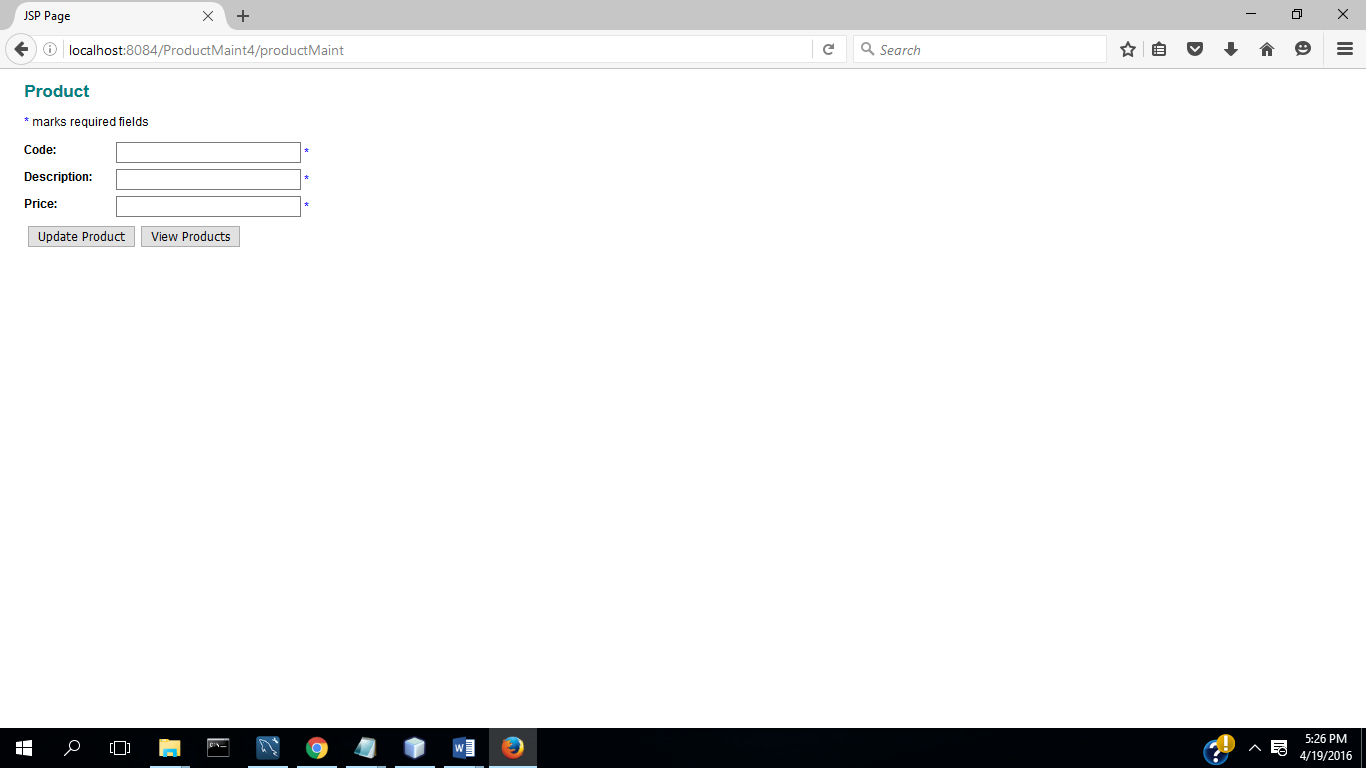 JSP Page
localhost:8084/ProductMaint4/productMaint
Search
Product
* marks required fields
Code: *
Description: *
Price: *
Update Product View Products
5:26 PM
4/19/2016